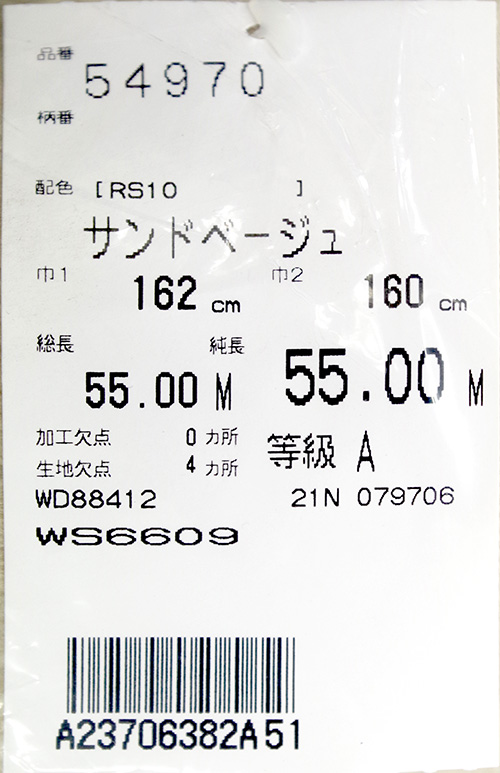 品番 54970
柄番
配色 [RS10 ]
サンドベージュ
巾1 162 cm 巾2 160 cm
総長 55.00 M 純長 55.00 M
加工欠点 0 カ所 等級 A
生地欠点 4 カ所
WD88412 21N 079706
WS6609
A23706382A51